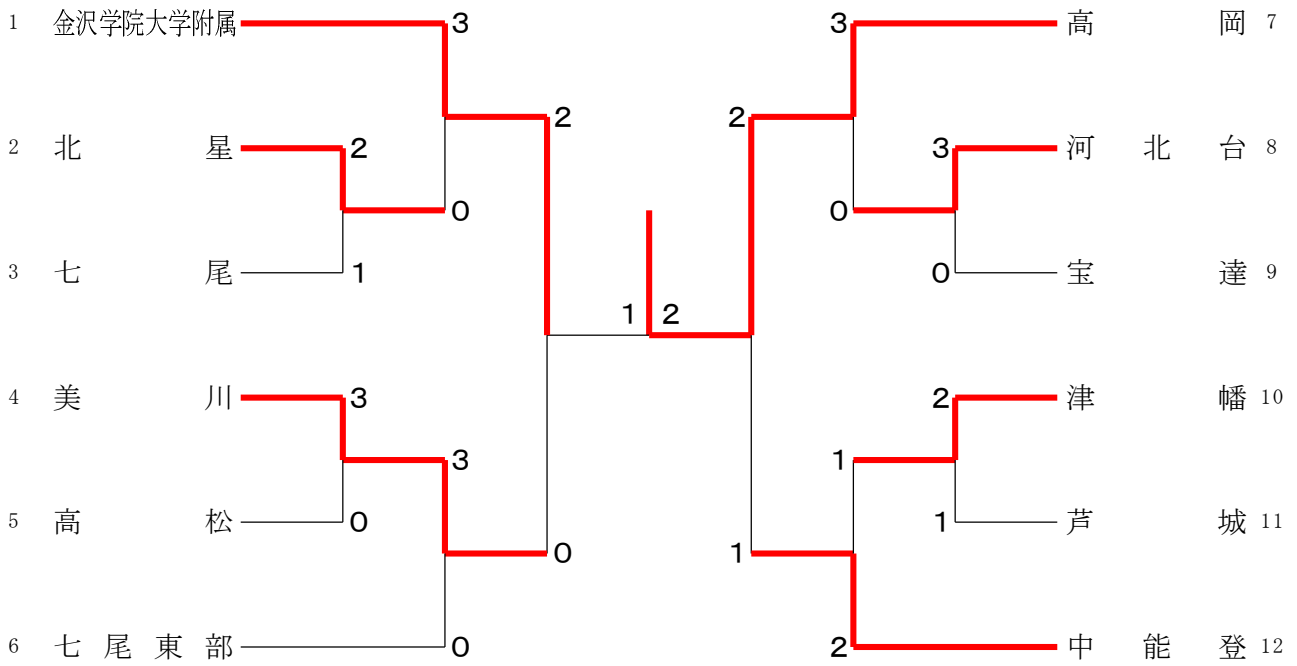 1 金沢学院大学附属 3 3 高岡 7
2 2
2 北星 2 3 河北台 8
0 0
3 七尾 1 0 宝達 9
1 2
4 美川 3 2 津幡 10
3 1
5 高松 0 1 芦城 11
0 1
6 七尾東部 0 2 中能登 12